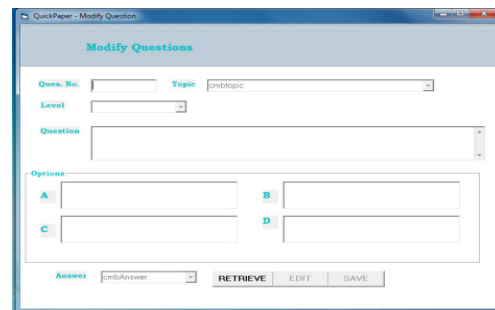 QuickPaper - Modify Question
Modify Questions
Ques. No. Topic cmbtopic
Level
Question
Options
A B
C D
Answer cmbAnswer RETRIEVE EDIT SAVE